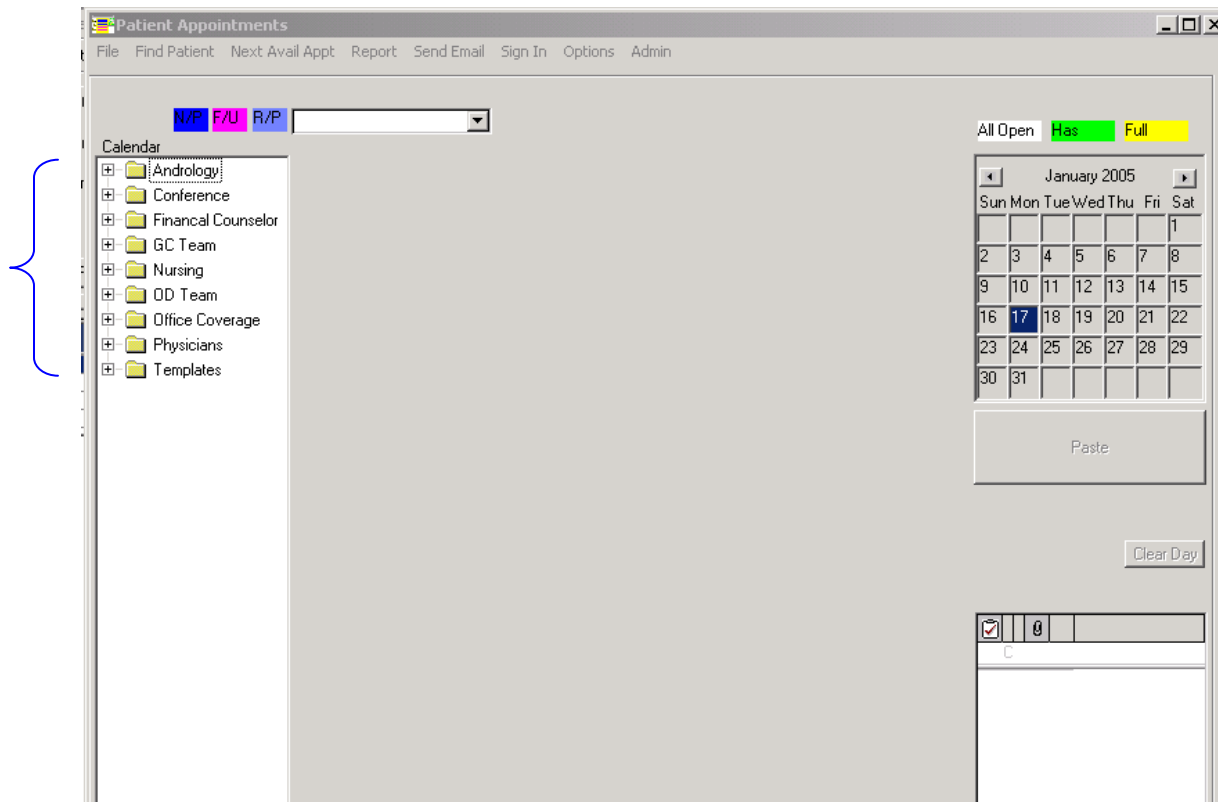 Patient Appointments
File Find Patient Next Avail Appt Report Send Email Sign In Options Admin
N/P F/U R/P
All Open Has Full
Calendar
Andrology
Conference
Financal Counselor
GC Team
Nursing
OD Team
Office Coverage
Physicians
Templates
January 2005
Sun Mon Tue Wed Thu Fri Sat
1
2 3 4 5 6 7 8
9 10 11 12 13 14 15
16 17 18 19 20 21 22
23 24 25 26 27 28 29
30 31
Paste
Clear Day
C